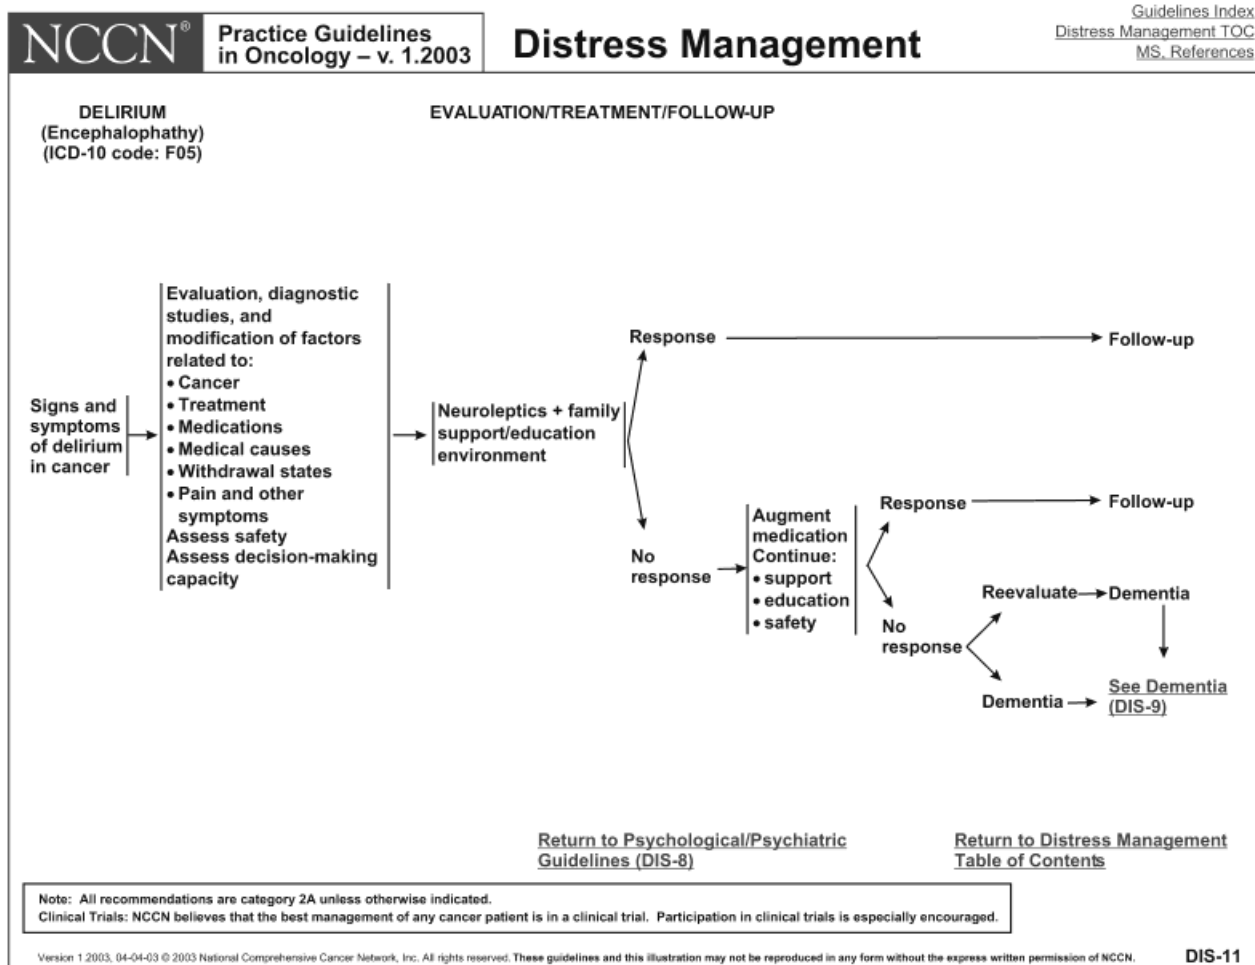 NCCN®
Practice Guidelines
in Oncology – v. 1.2003
Distress Management
Guidelines Index
Distress Management TOC
MS, References
DELIRIUM
(Encephalophathy)
(ICD-10 code: F05)
EVALUATION/TREATMENT/FOLLOW-UP
Signs and
symptoms
of delirium
in cancer
Evaluation, diagnostic
studies, and
modification of factors
related to:
• Cancer
• Treatment
• Medications
• Medical causes
• Withdrawal states
• Pain and other
symptoms
Assess safety
Assess decision-making
capacity
Neuroleptics + family
support/education
environment
Response
Follow-up
No
response
Augment
medication
Continue:
• support
• education
• safety
Response
Follow-up
No
response
Reevaluate
Dementia
Dementia
See Dementia
(DIS-9)
Return to Psychological/Psychiatric
Guidelines (DIS-8)
Return to Distress Management
Table of Contents
Note: All recommendations are category 2A unless otherwise indicated.
Clinical Trials: NCCN believes that the best management of any cancer patient is in a clinical trial. Participation in clinical trials is especially encouraged.
Version 1.2003, 04-04-03 © 2003 National Comprehensive Cancer Network, Inc. All rights reserved. These guidelines and this illustration may not be reproduced in any form without the express written permission of NCCN.
DIS-11